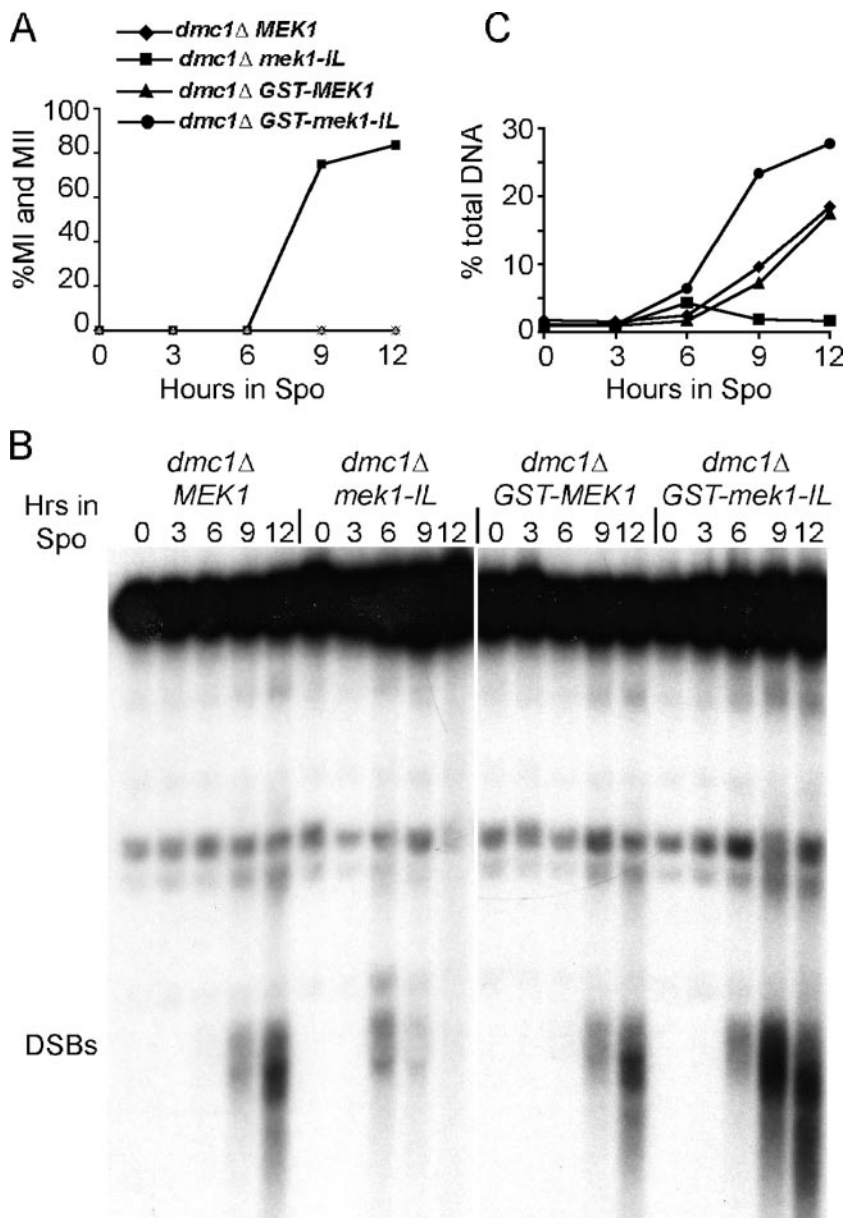 A
dmc1Δ MEK1
dmc1Δ mek1-IL
dmc1Δ GST-MEK1
dmc1Δ GST-mek1-IL
100
80
60
40
20
0
%MI and MII
0 3 6 9 12
Hours in Spo
C
30
20
10
0
% total DNA
0 3 6 9 12
Hours in Spo
B
dmc1Δ MEK1
dmc1Δ mek1-IL
dmc1Δ GST-MEK1
dmc1Δ GST-mek1-IL
Hrs in Spo
0 3 6 9 12 0 3 6 9 12 0 3 6 9 12 0 3 6 9 12
DSBs